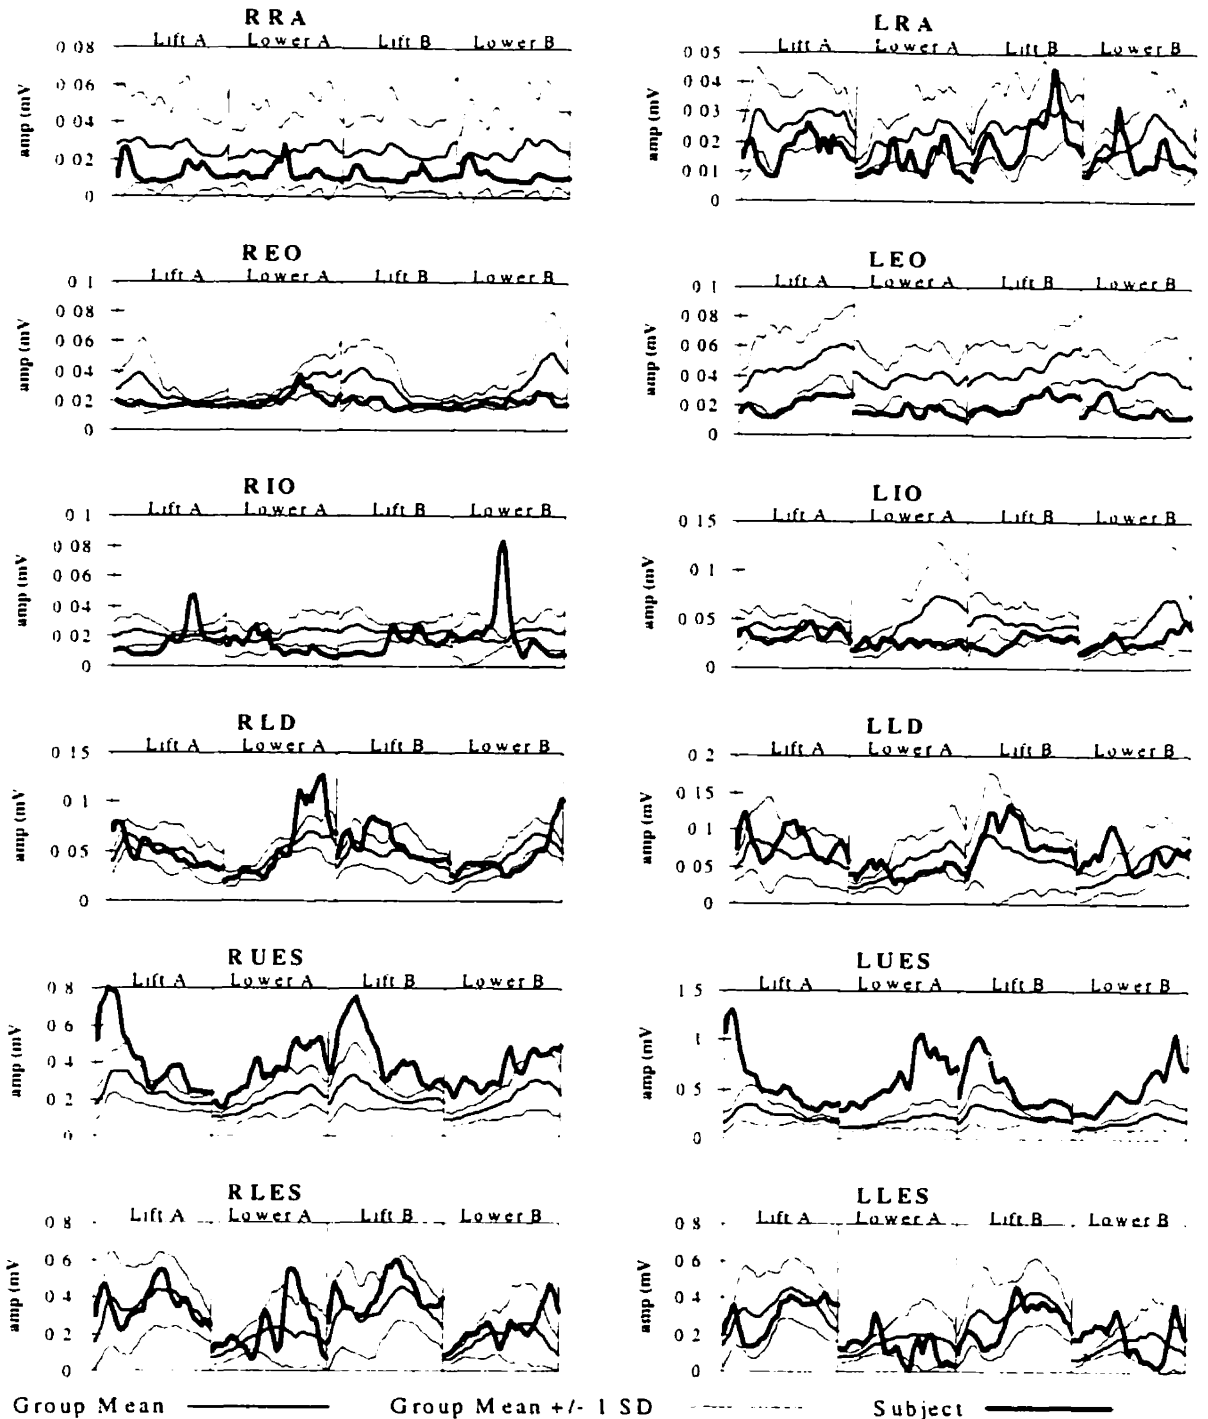 RRA
Lift A Lower A Lift B Lower B
0 08
0 06
0 04
0 02
0
amp (mV
LRA
Lift A Lower A Lift B Lower B
0 05
0 04
0 03
0 02
0 01
0
amp (mV
REO
Lift A Lower A Lift B Lower B
0 1
0 08
0 06
0 04
0 02
0
amp (mV
LEO
Lift A Lower A Lift B Lower B
0 1
0 08
0 06
0 04
0 02
0
amp (mV
RIO
Lift A Lower A Lift B Lower B
0 1
0 08
0 06
0 04
0 02
0
amp (mV
LIO
Lift A Lower A Lift B Lower B
0 15
0 1
0 05
0
amp (mV
RLD
Lift A Lower A Lift B Lower B
0 15
0 1
0 05
0
amp (mV
LLD
Lift A Lower A Lift B Lower B
0 2
0 15
0 1
0 05
0
amp (mV
RUES
Lift A Lower A Lift B Lower B
0 8
0 6
0 4
0 2
0
amp (mV
LUES
Lift A Lower A Lift B Lower B
1 5
1
0 5
0
amp (mV
RLES
Lift A Lower A Lift B Lower B
0 8
0 6
0 4
0 2
0
amp (mV
LLES
Lift A Lower A Lift B Lower B
0 8
0 6
0 4
0 2
0
amp (mV
Group Mean Group Mean +/- 1 SD Subject